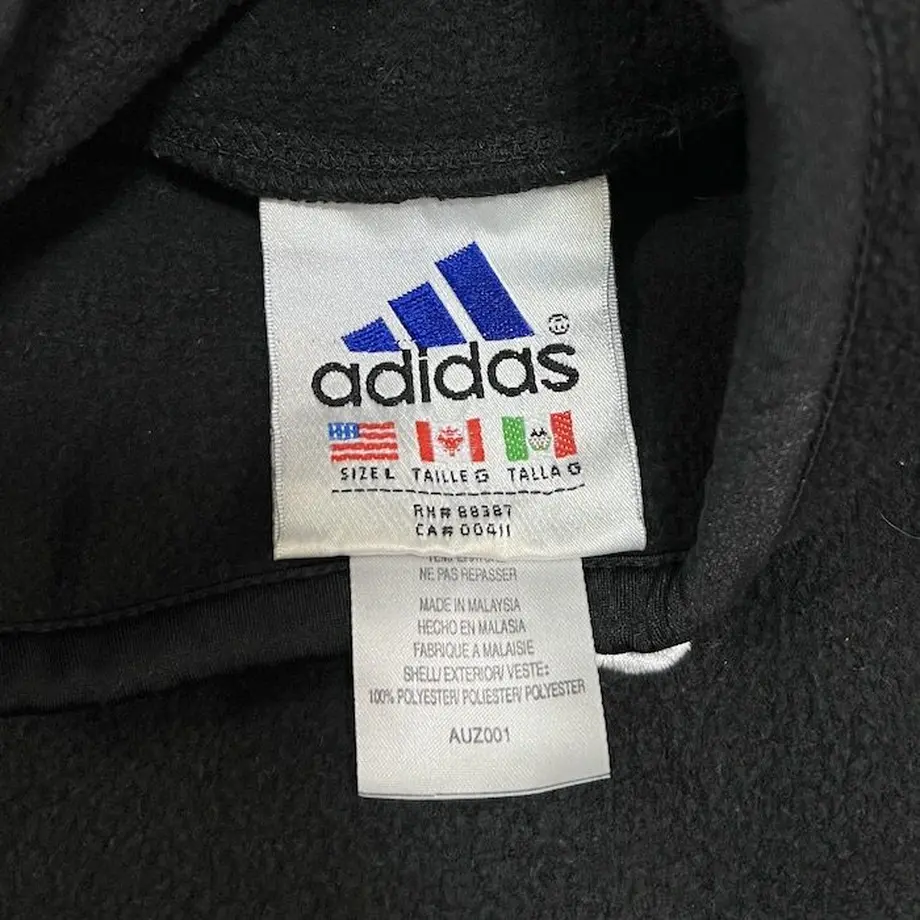 adidas ®
SIZE L TAILLE G TALLA G
RN# 88387
CA# 00411
NE PAS REPASSER
MADE IN MALAYSIA
HECHO EN MALASIA
FABRIQUE A MALAISIE
SHELL/EXTERIOR/VESTE:
100% POLYESTER/POLIESTER/POLYESTER
AUZ001